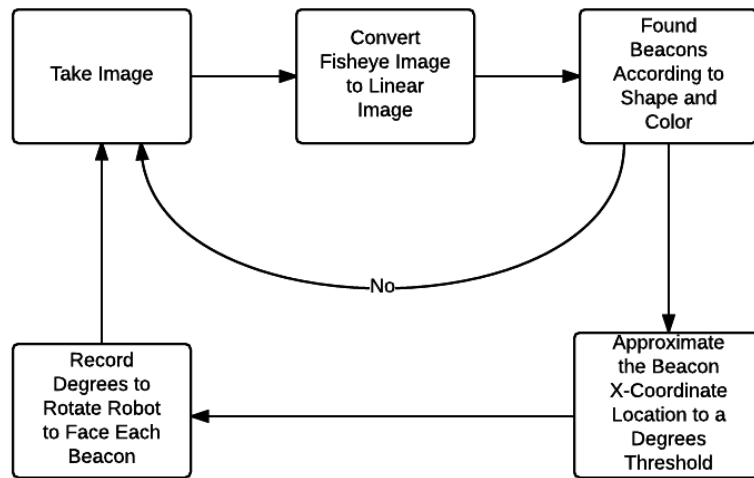 Take Image
Convert
Fisheye Image
to Linear
Image
Found
Beacons
According to
Shape and
Color
No
Record
Degrees to
Rotate Robot
to Face Each
Beacon
Approximate
the Beacon
X-Coordinate
Location to a
Degrees
Threshold